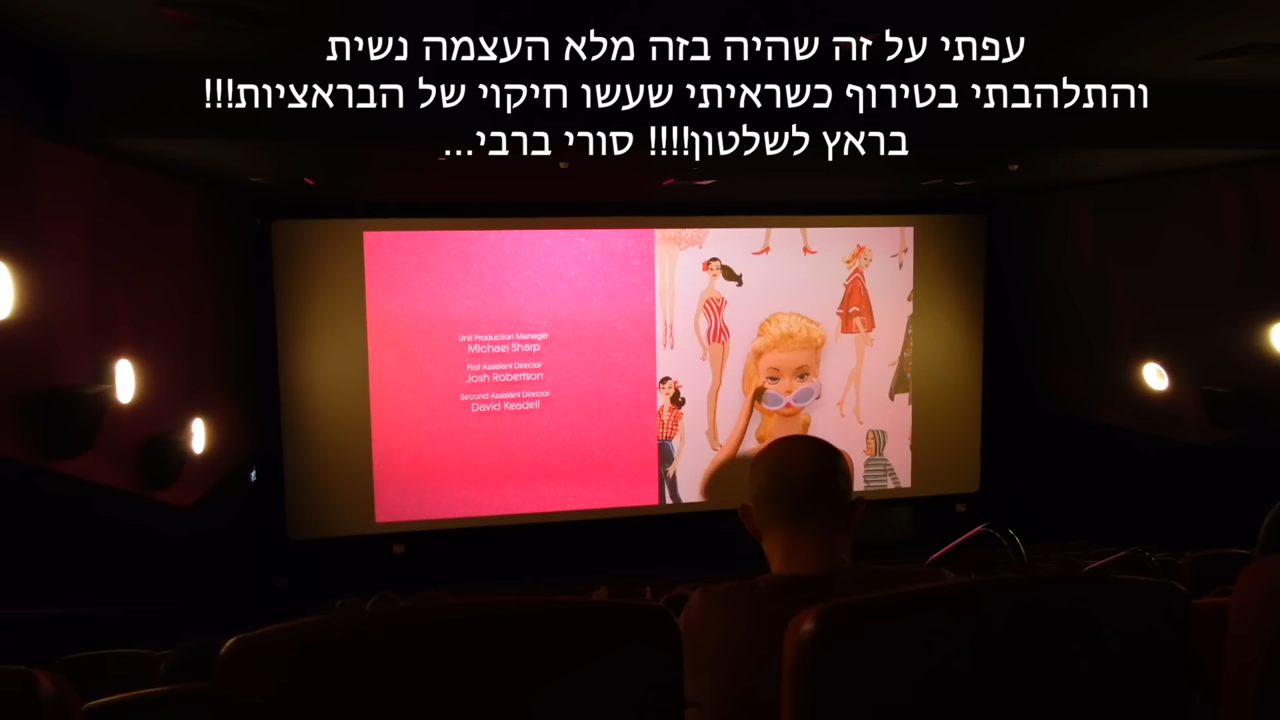 עפתי על זה שהיה בזה מלא העצמה נשית
והתלהבתי בטירוף כשראיתי שעשו חיקוי של הבראציות!!!
בראץ לשלטון!!!! סורי ברבי...
Unit Production Manager
Michael Sharp
First Assistant Director
Josh Robertson
Second Assistant Director
David Keadell